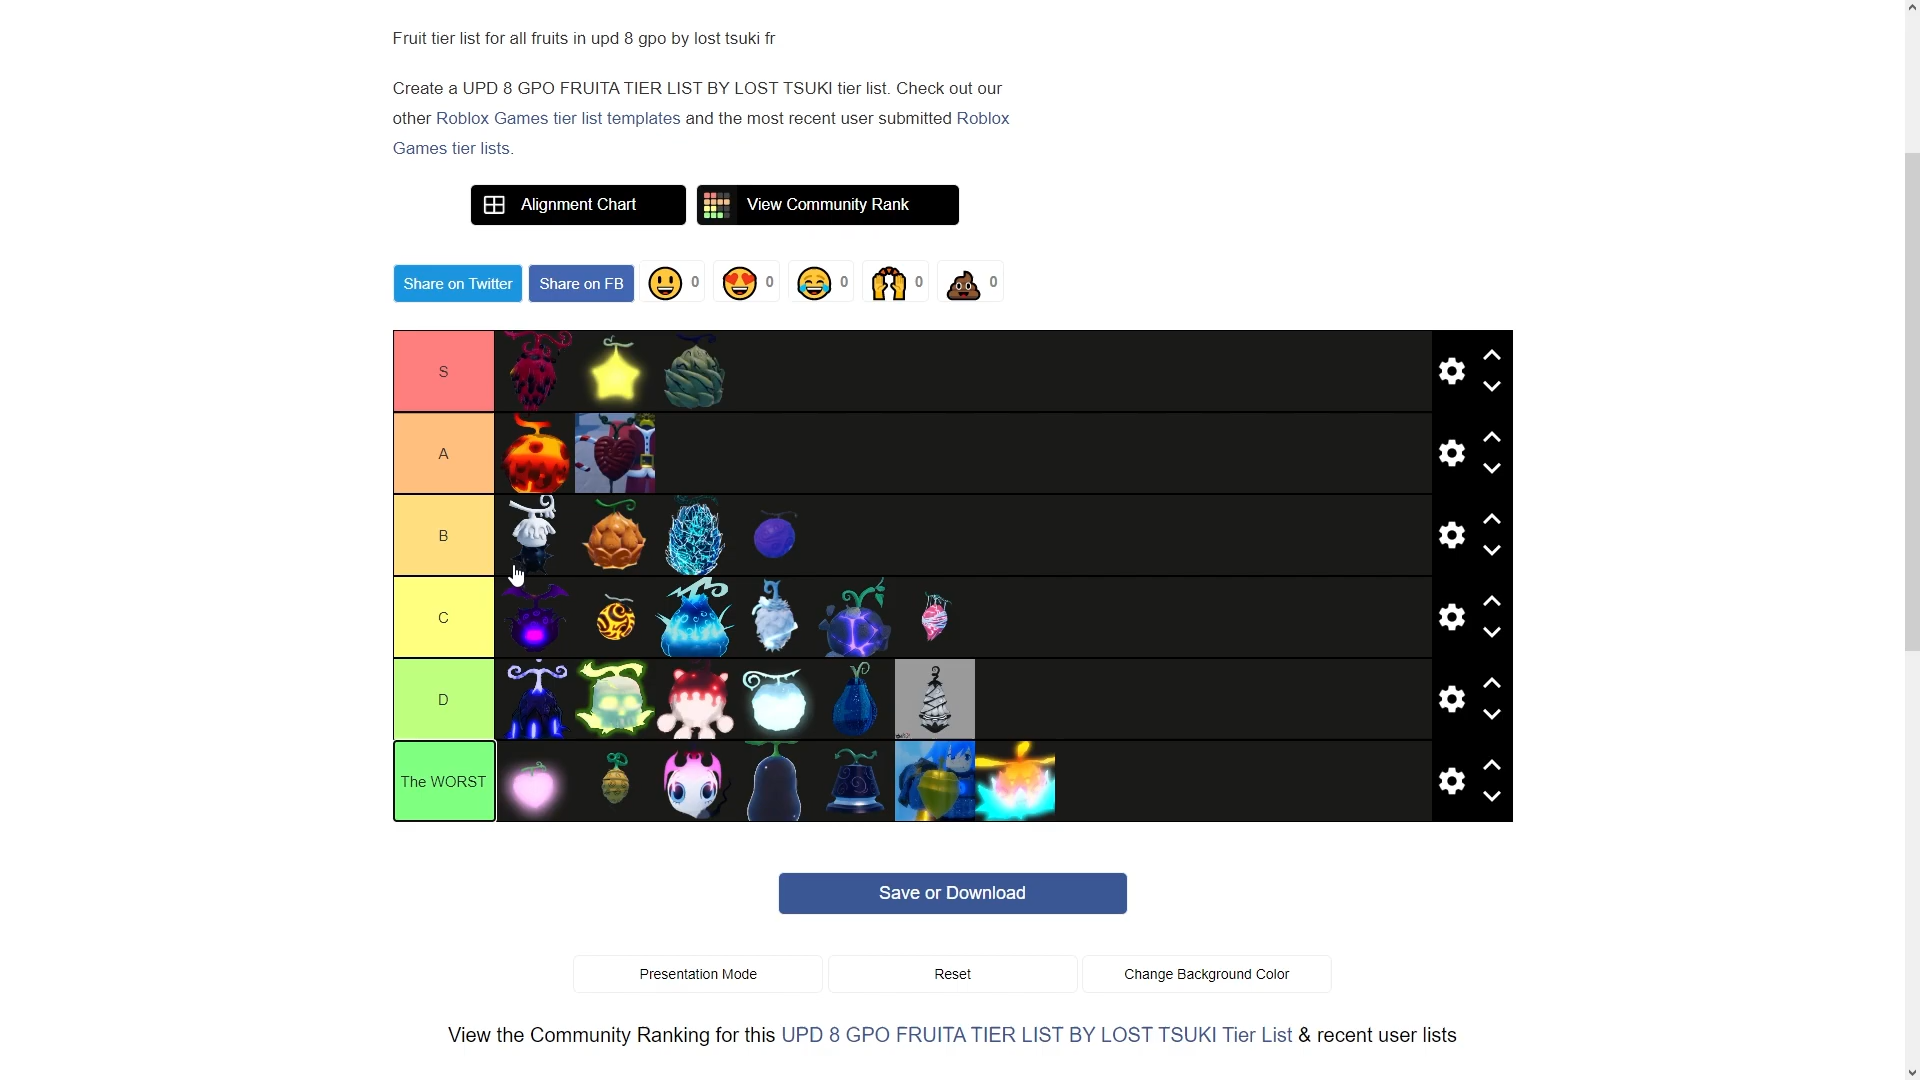 Fruit tier list for all fruits in upd 8 gpo by lost tsuki fr
Create a UPD 8 GPO FRUITA TIER LIST BY LOST TSUKI tier list. Check out our
other Roblox Games tier list templates and the most recent user submitted Roblox
Games tier lists.
Alignment Chart
View Community Rank
Share on Twitter
Share on FB
0
0
0
0
0
S
A
B
C
D
The WORST
Save or Download
Presentation Mode
Reset
Change Background Color
View the Community Ranking for this UPD 8 GPO FRUITA TIER LIST BY LOST TSUKI Tier List & recent user lists